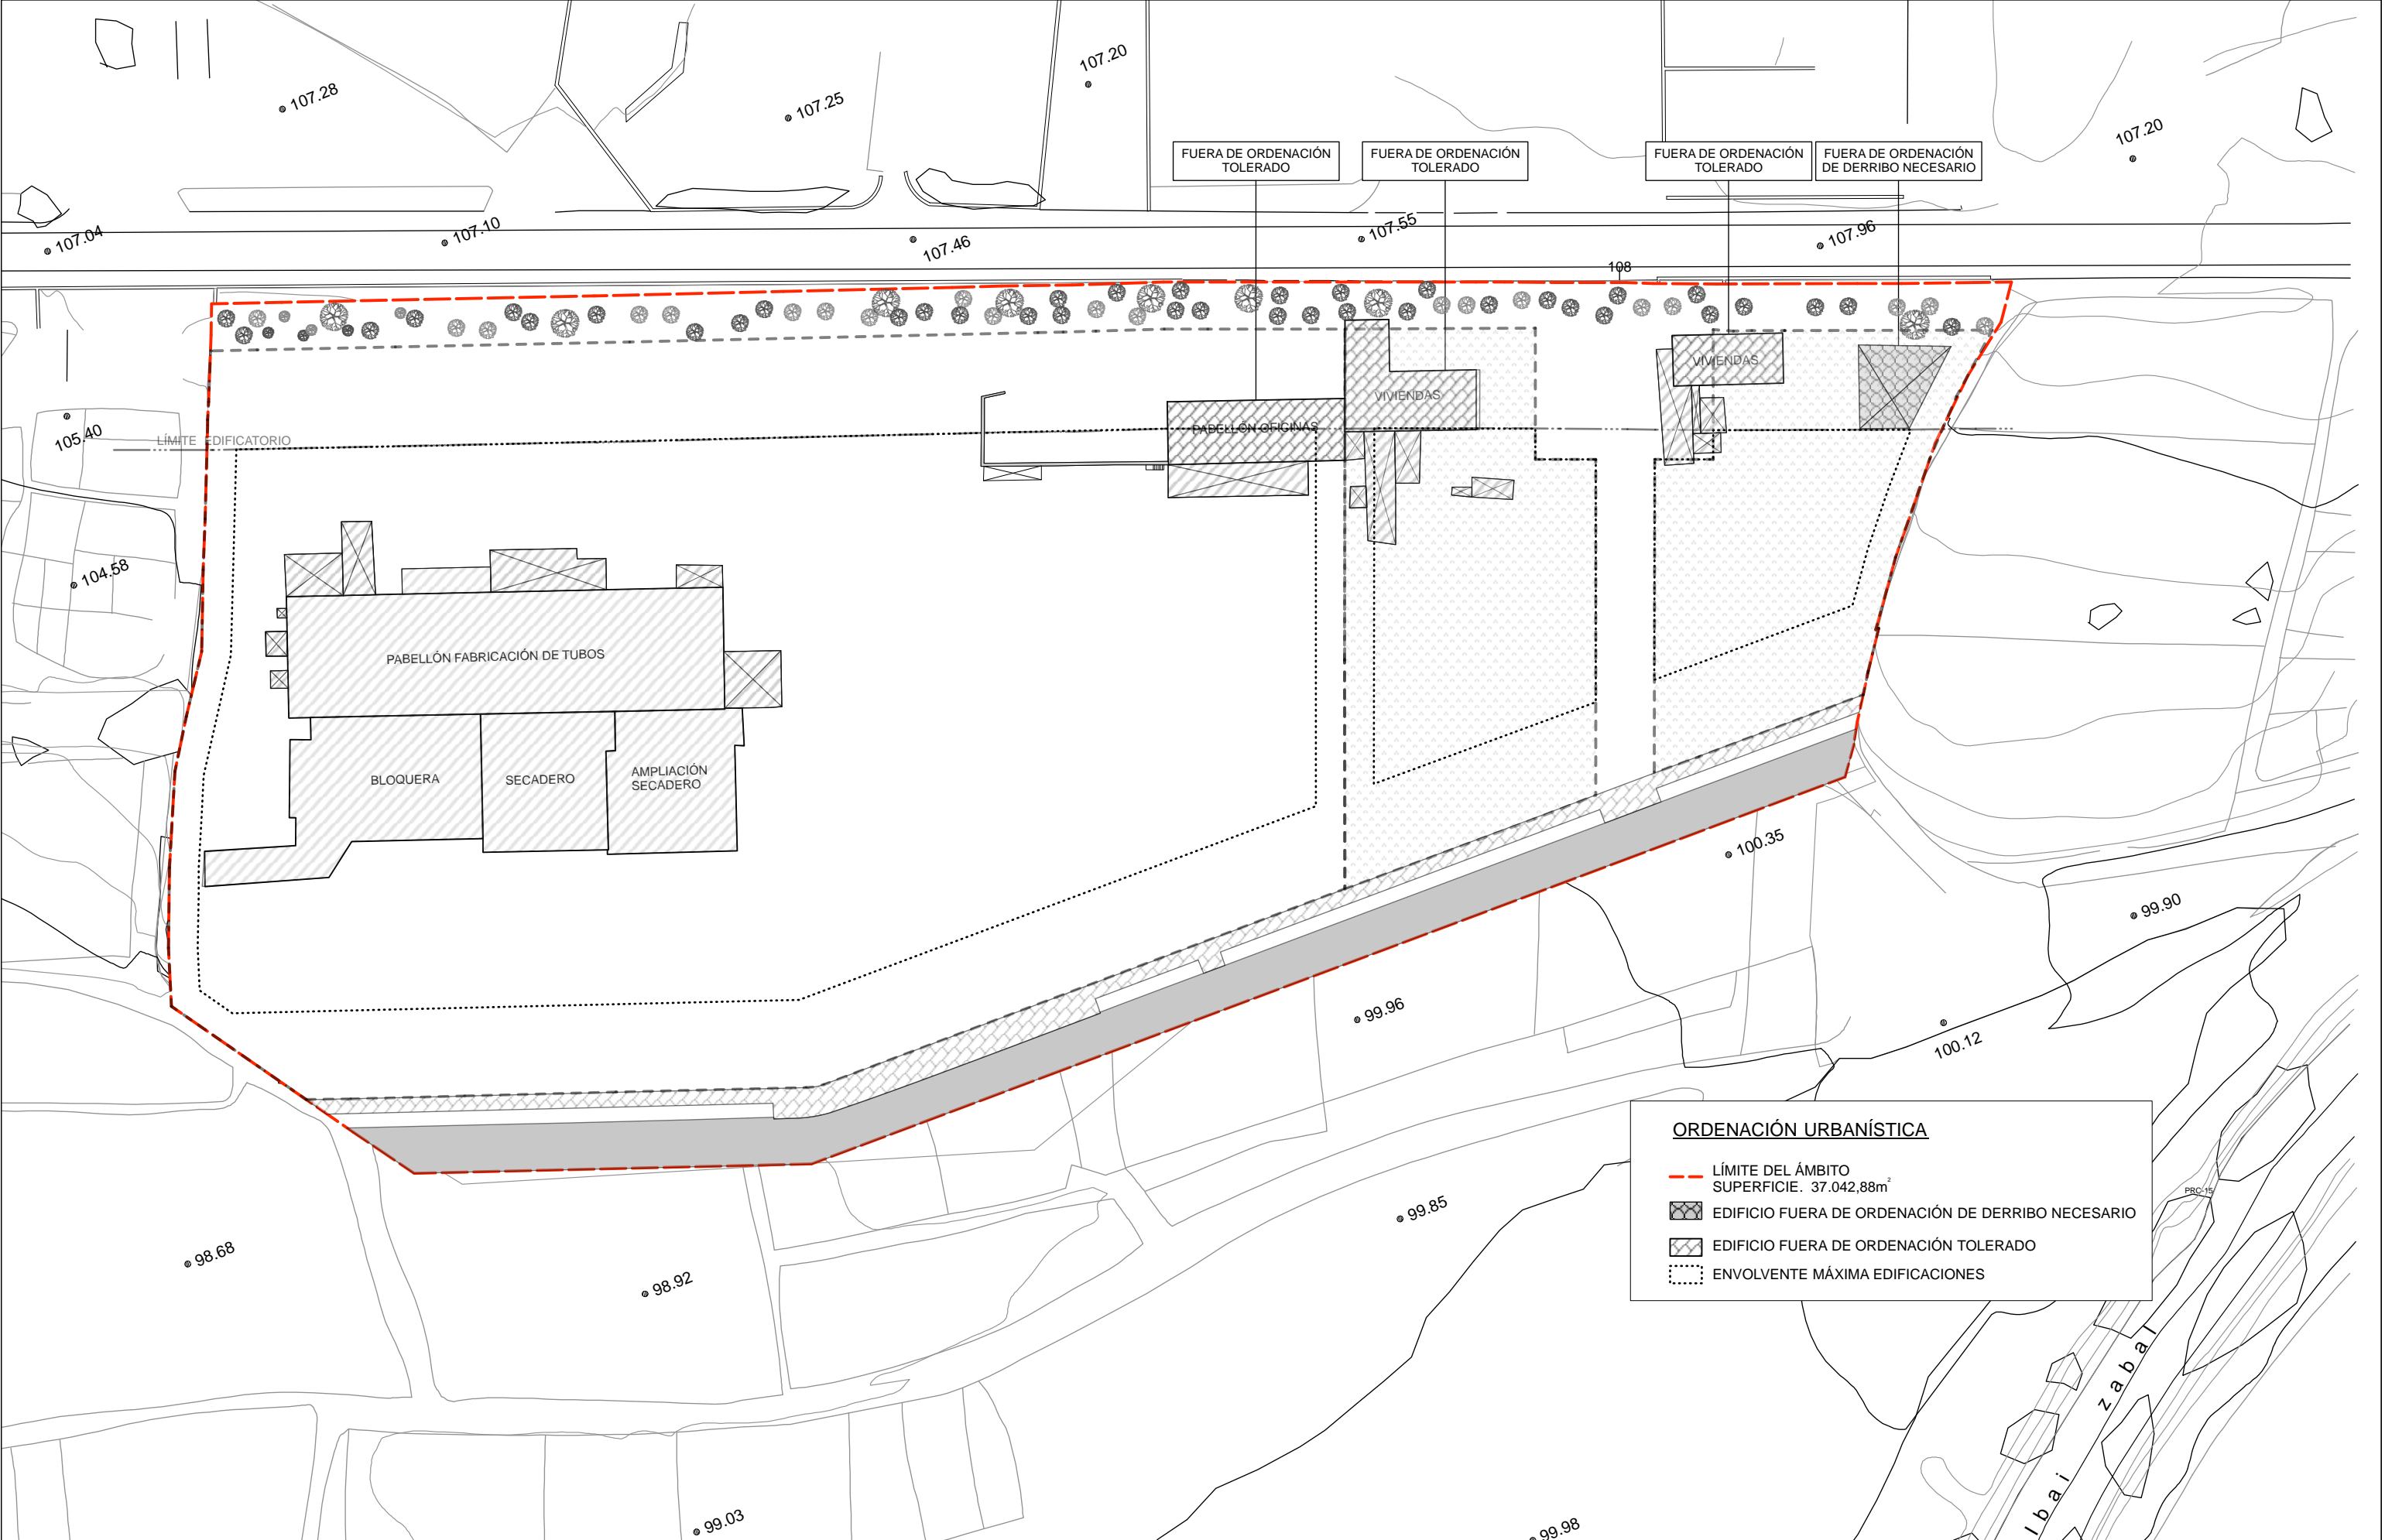 107.20
107.28
107.25
107.20
FUERA DE ORDENACIÓN
TOLERADO
FUERA DE ORDENACIÓN
TOLERADO
FUERA DE ORDENACIÓN
TOLERADO
FUERA DE ORDENACIÓN
DE DERRIBO NECESARIO
107.04
107.10
107.46
107.55
107.96
108
VIVIENDAS
VIVIENDAS
PABELLÓN OFICINAS
105.40
LÍMITE EDIFICATORIO
104.58
PABELLÓN FABRICACIÓN DE TUBOS
BLOQUERA
SECADERO
AMPLIACIÓN
SECADERO
100.35
99.90
99.96
100.12
ORDENACIÓN URBANÍSTICA
LÍMITE DEL ÁMBITO
SUPERFICIE. 37.042,88m²
EDIFICIO FUERA DE ORDENACIÓN DE DERRIBO NECESARIO
EDIFICIO FUERA DE ORDENACIÓN TOLERADO
ENVOLVENTE MÁXIMA EDIFICACIONES
PRC-15
99.85
98.68
98.92
99.03
99.98
Ibai zabal